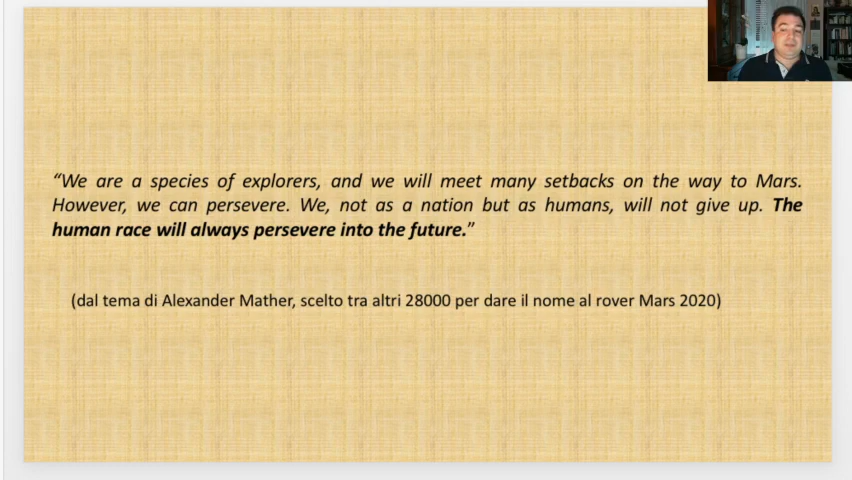 “We are a species of explorers, and we will meet many setbacks on the way to Mars.
However, we can persevere. We, not as a nation but as humans, will not give up. The
human race will always persevere into the future.”
(dal tema di Alexander Mather, scelto tra altri 28000 per dare il nome al rover Mars 2020)